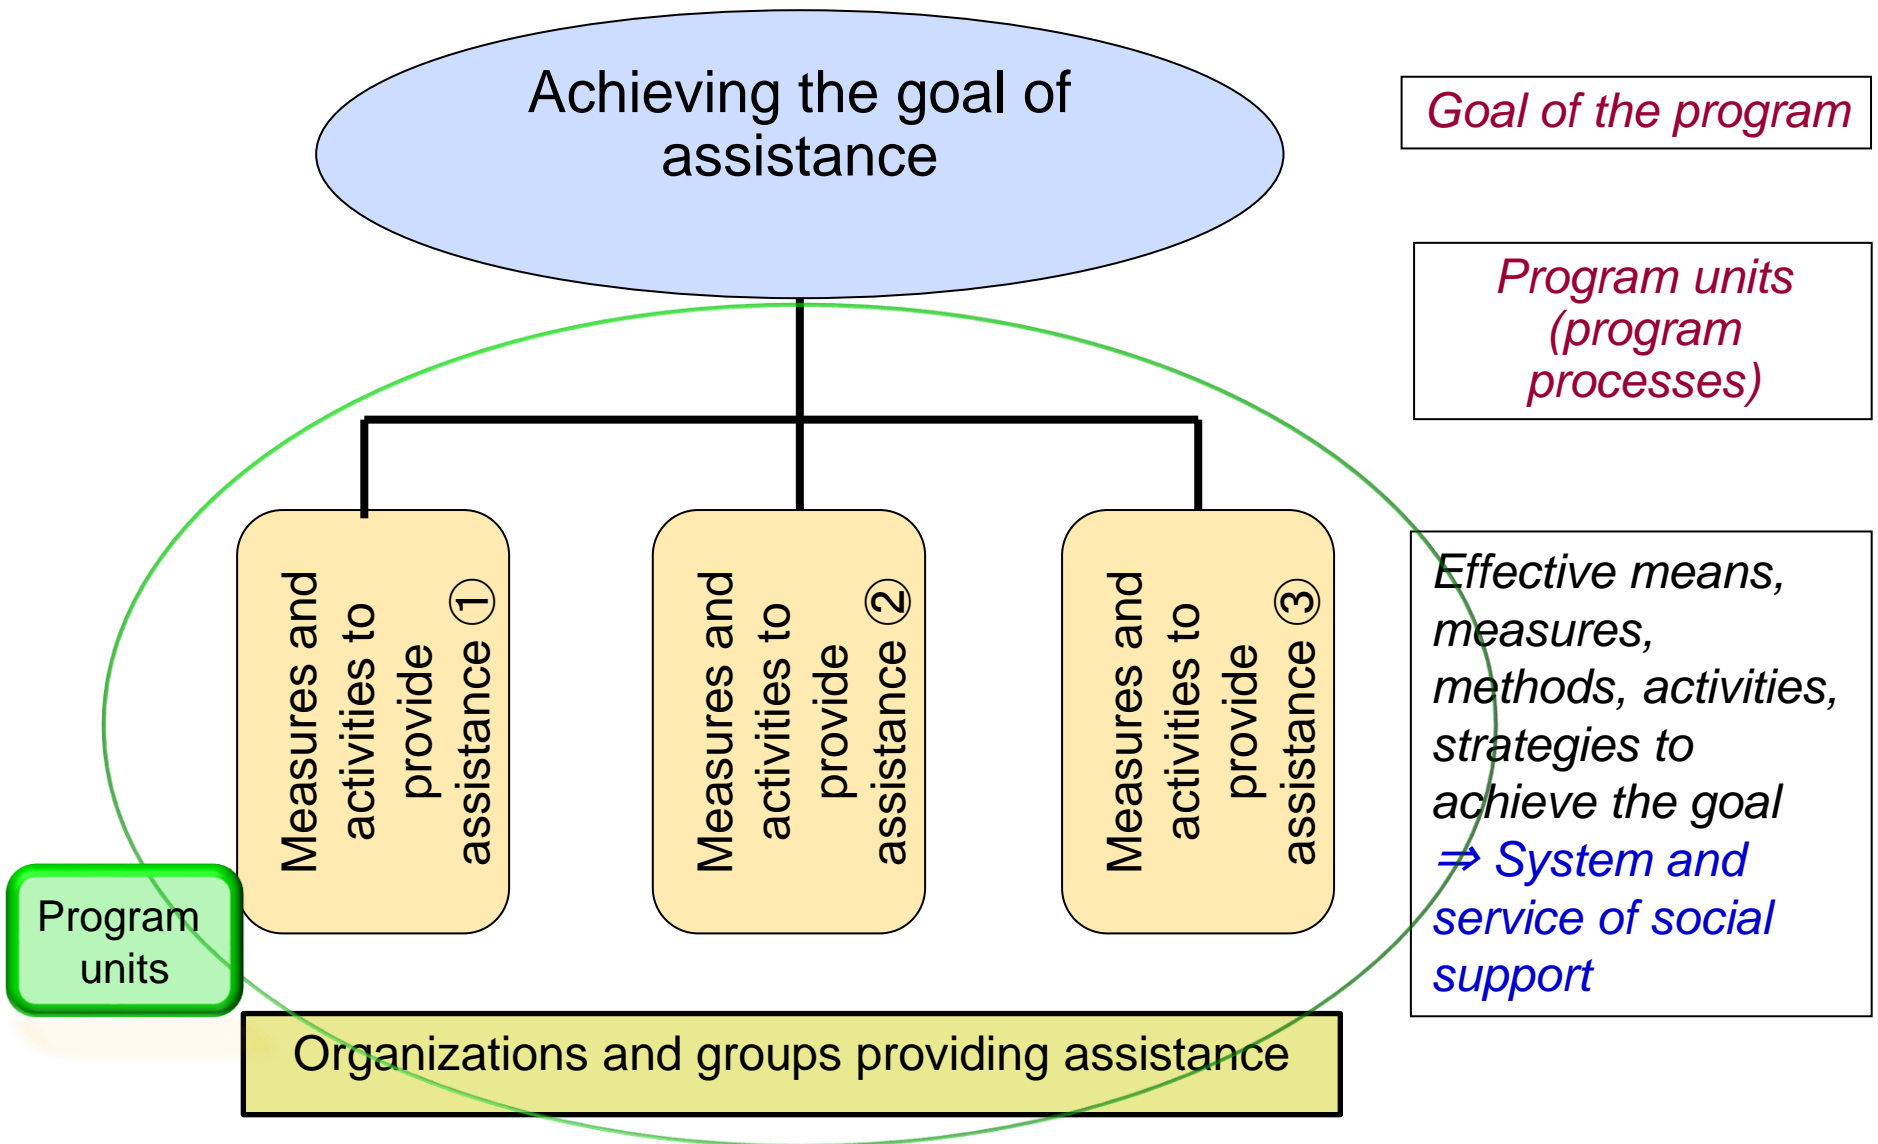 Achieving the goal of
assistance
Goal of the program
Program units
(program
processes)
Measures and
activities to
provide
assistance ①
Measures and
activities to
provide
assistance ②
Measures and
activities to
provide
assistance ③
Effective means,
measures,
methods, activities,
strategies to
achieve the goal
⇒ System and
service of social
support
Program
units
Organizations and groups providing assistance